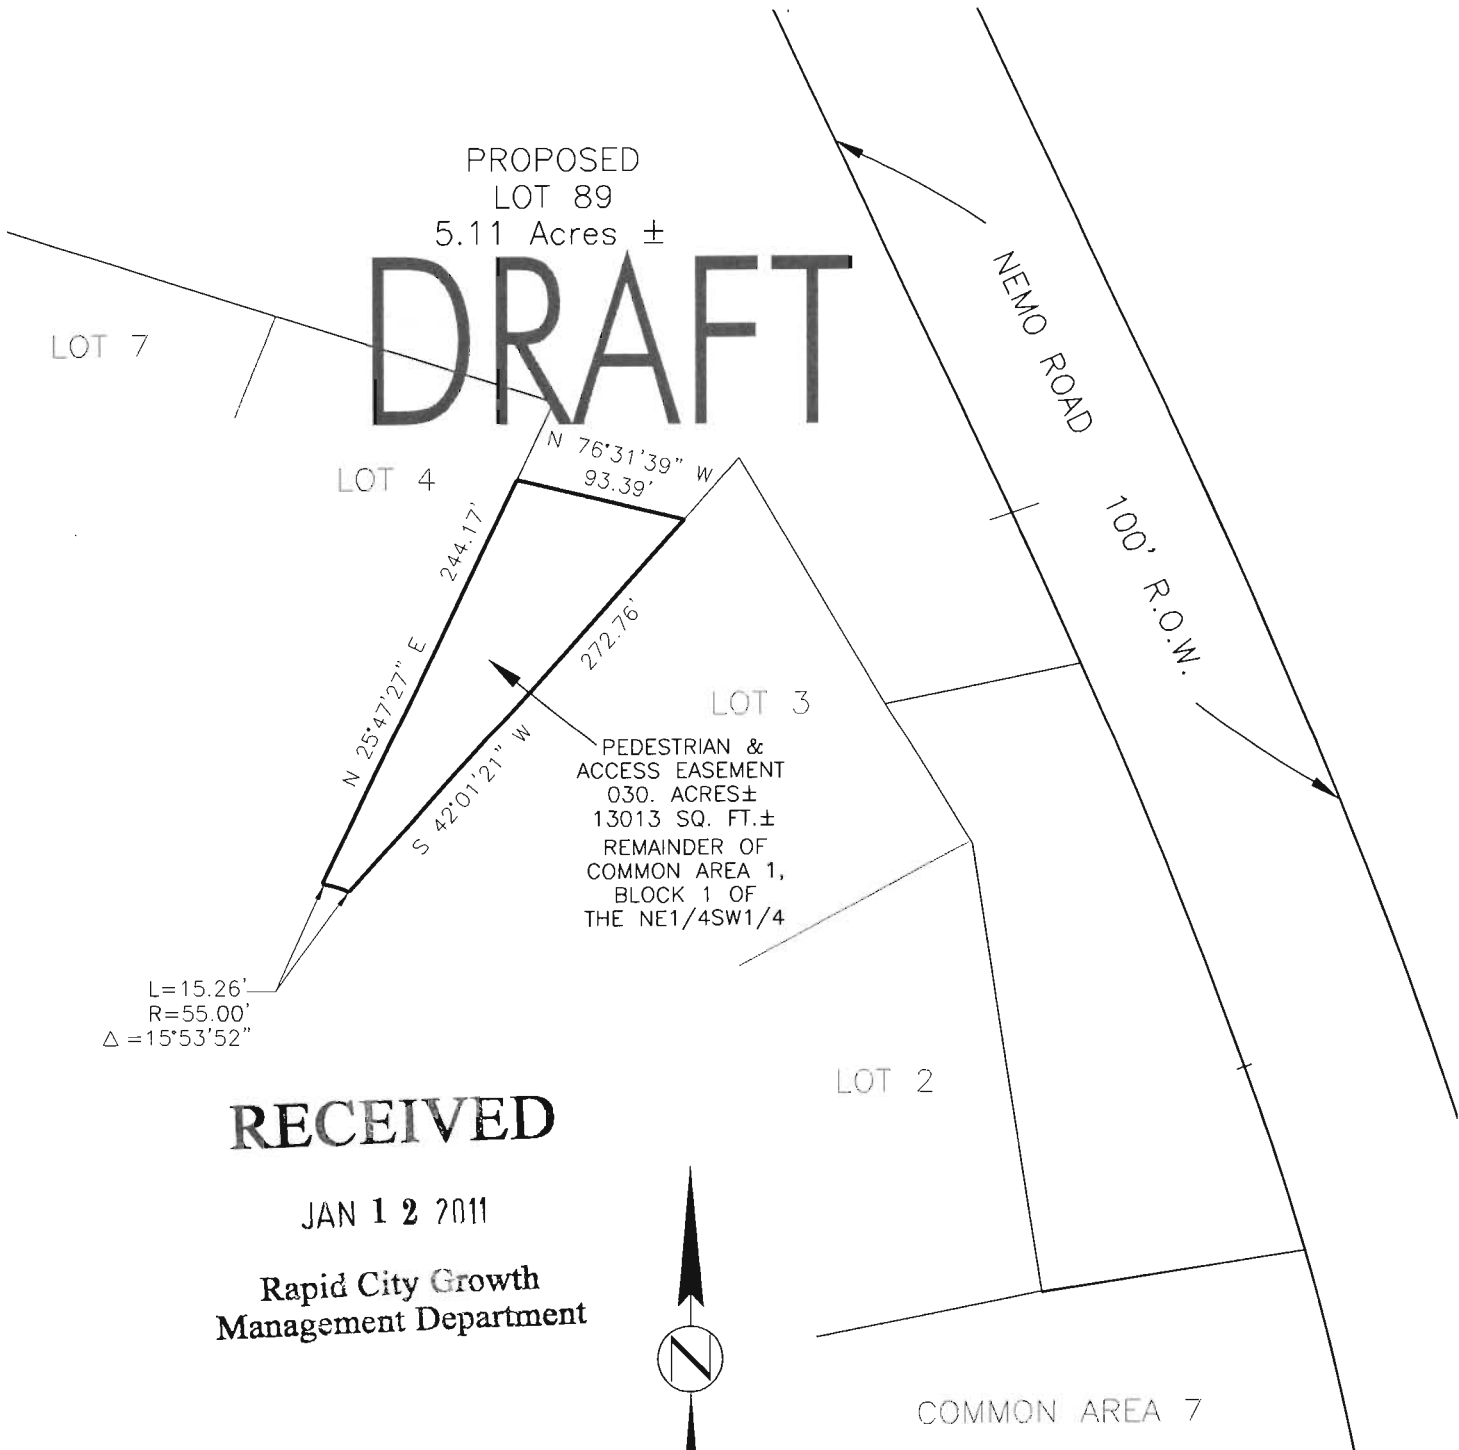 PROPOSED
LOT 89
5.11 Acres ±
DRAFT
LOT 7
LOT 4
N 76°31'39" W
93.39'
244.17'
N 25°47'27" E
272.76'
S 42°01'21" W
NEMO ROAD
100' R.O.W.
LOT 3
PEDESTRIAN &
ACCESS EASEMENT
030. ACRES±
13013 SQ. FT.±
REMAINDER OF
COMMON AREA 1,
BLOCK 1 OF
THE NE1/4SW1/4
L=15.26'
R=55.00'
△ =15°53'52"
LOT 2
RECEIVED
JAN 12 2011
Rapid City Growth
Management Department
N
COMMON AREA 7